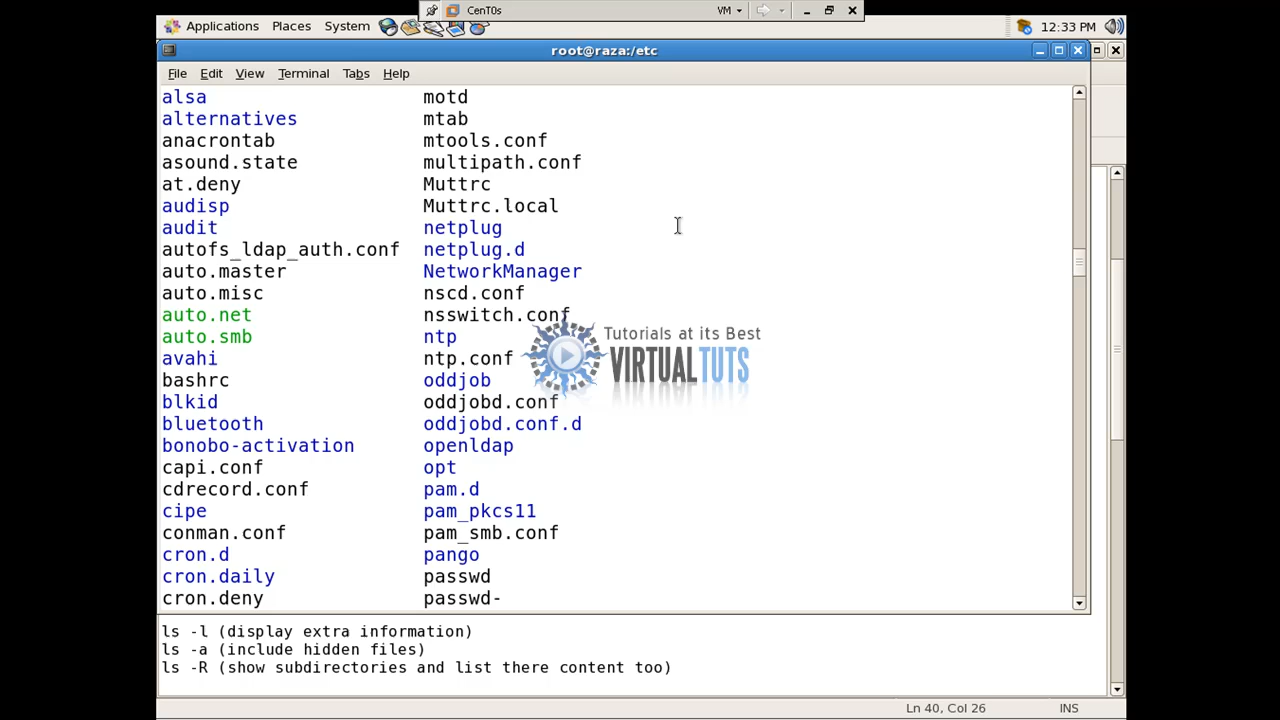 CenT0s VM
Applications Places System 12:33 PM
root@raza:/etc
File Edit View Terminal Tabs Help
alsa motd
alternatives mtab
anacrontab mtools.conf
asound.state multipath.conf
at.deny Muttrc
audisp Muttrc.local
audit netplug
autofs_ldap_auth.conf netplug.d
auto.master NetworkManager
auto.misc nscd.conf
auto.net nsswitch.conf
auto.smb ntp
avahi ntp.conf
bashrc oddjob
blkid oddjobd.conf
bluetooth oddjobd.conf.d
bonobo-activation openldap
capi.conf opt
cdrecord.conf pam.d
cipe pam_pkcs11
conman.conf pam_smb.conf
cron.d pango
cron.daily passwd
cron.deny passwd-
Tutorials at its Best
VIRTUALTUTS
ls -l (display extra information)
ls -a (include hidden files)
ls -R (show subdirectories and list there content too)
Ln 40, Col 26 INS